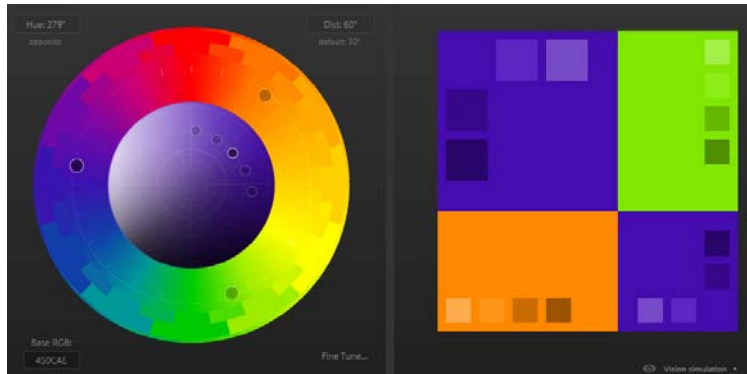 Hue: 279°
opposite
Dist: 60°
default: 30°
Base RGB:
450CAE
Fine Tune...
Vision simulation